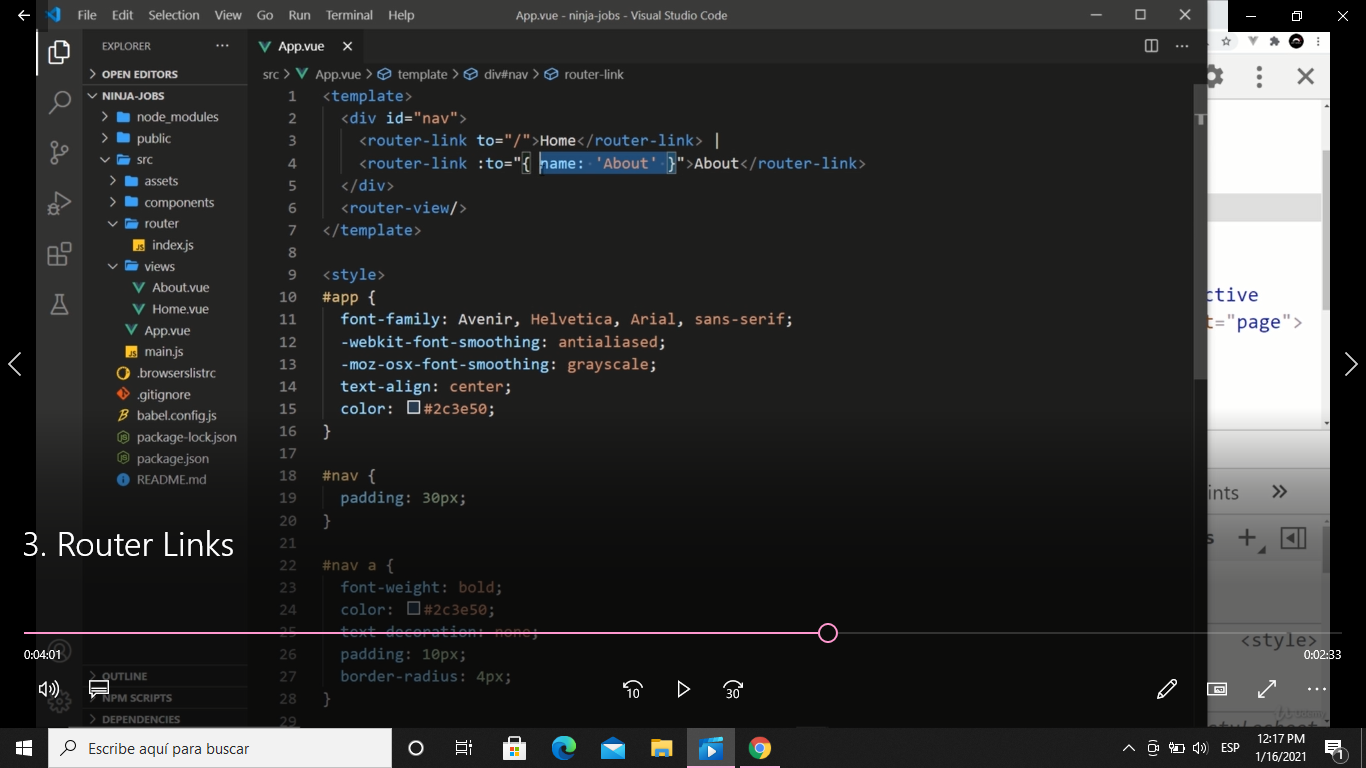 File Edit Selection View Go Run Terminal Help
App.vue - ninja-jobs - Visual Studio Code
EXPLORER
OPEN EDITORS
NINJA-JOBS
node_modules
public
src
assets
components
router
JS index.js
views
About.vue
Home.vue
App.vue
JS main.js
.browserslistrc
.gitignore
babel.config.js
package-lock.json
package.json
README.md
OUTLINE
NPM SCRIPTS
DEPENDENCIES
App.vue
src > App.vue > template > div#nav > router-link
1 <template>
2 <div id="nav">
3 <router-link to="/">Home</router-link> |
4 <router-link :to="{ name: 'About' }">About</router-link>
5 </div>
6 <router-view/>
7 </template>
8
9 <style>
10 #app {
11 font-family: Avenir, Helvetica, Arial, sans-serif;
12 -webkit-font-smoothing: antialiased;
13 -moz-osx-font-smoothing: grayscale;
14 text-align: center;
15 color: #2c3e50;
16 }
17
18 #nav {
19 padding: 30px;
20 }
21
22 #nav a {
23 font-weight: bold;
24 color: #2c3e50;
25 text-decoration: none;
26 padding: 10px;
27 border-radius: 4px;
28 }
29
ctive
t="page">
ints
s
<style>
3. Router Links
0:04:01
0:02:33
10
30
Escribe aquí para buscar
ESP
12:17 PM
1/16/2021
1